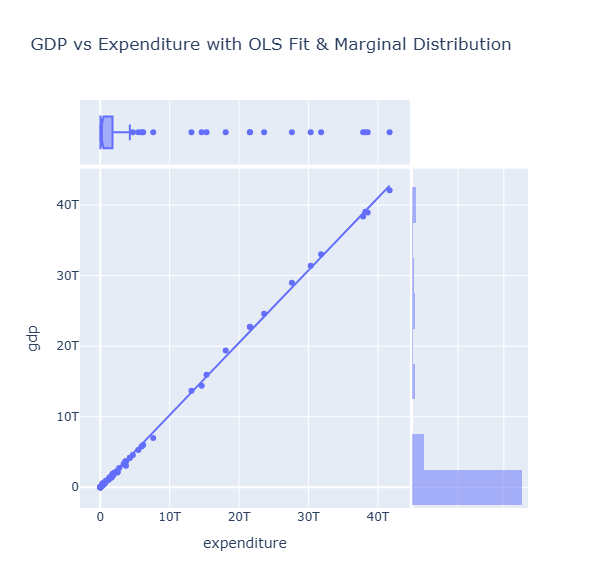 GDP vs Expenditure with OLS Fit & Marginal Distribution
40T
30T
20T
10T
0
gdp
0 10T 20T 30T 40T
expenditure